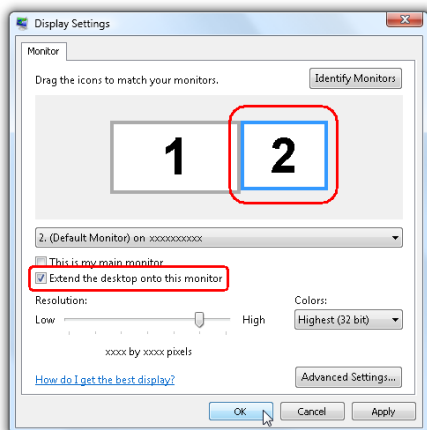 Display Settings
Monitor
Drag the icons to match your monitors.
Identify Monitors
1
2
2. (Default Monitor) on xxxxxxxxxx
This is my main monitor
Extend the desktop onto this monitor
Resolution:
Colors:
Low
High
Highest (32 bit)
xxxx by xxxx pixels
How do I get the best display?
Advanced Settings...
OK
Cancel
Apply